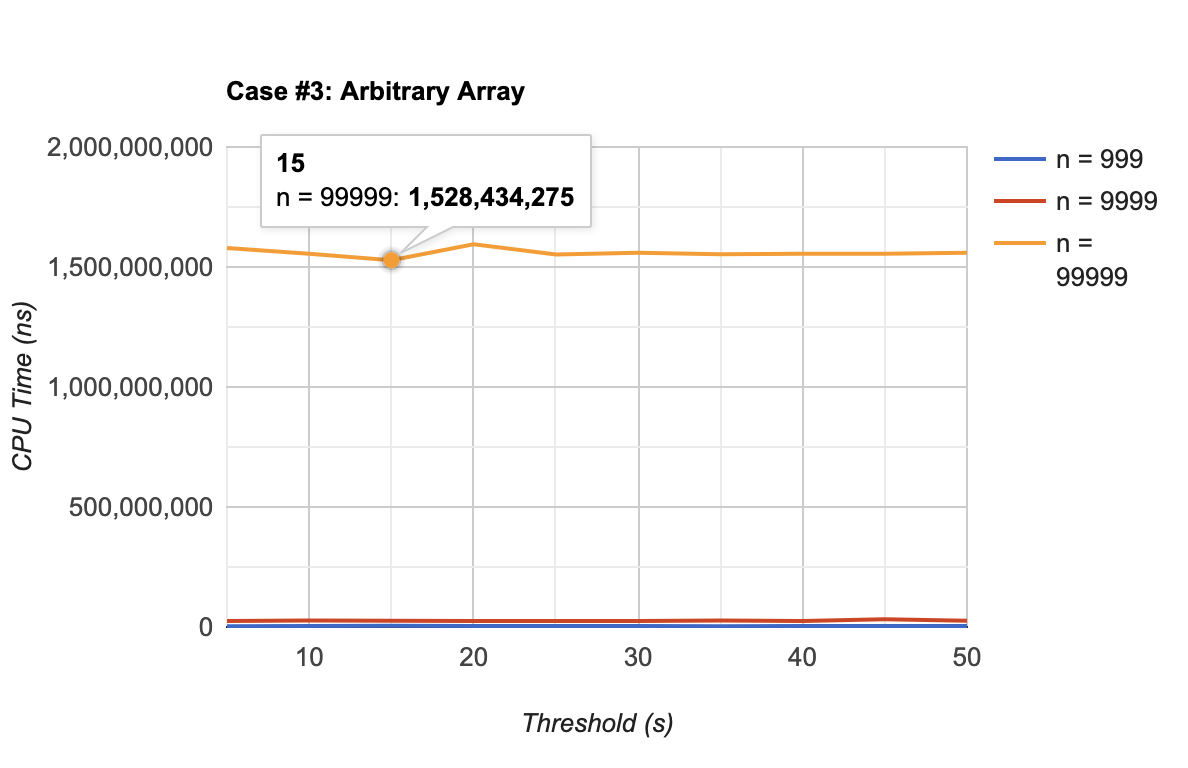 Case #3: Arbitrary Array
2,000,000,000
1,500,000,000
1,000,000,000
500,000,000
0
CPU Time (ns)
15
n = 99999: 1,528,434,275
n = 999
n = 9999
n =
99999
10 20 30 40 50
Threshold (s)